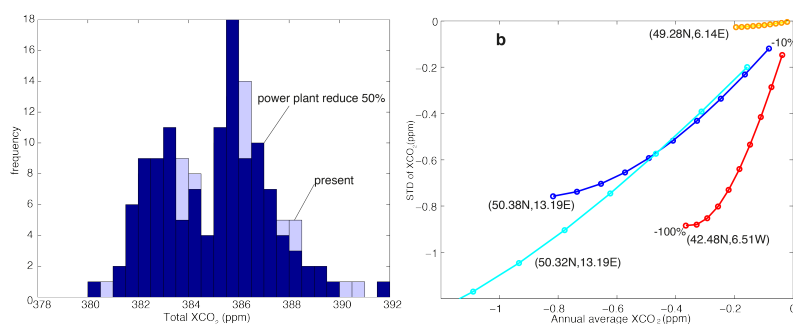 18
16
14
12
10
8
6
4
2
0
frequency
power plant reduce 50%
present
378
380
382
384
386
388
390
392
Total XCO2 (ppm)
b
0
-0.2
-0.4
-0.6
-0.8
-1
STD of XCO2(ppm)
(49.28N,6.14E)
-10%
(50.38N,13.19E)
-100%
(42.48N,6.51W)
(50.32N,13.19E)
-1
-0.8
-0.6
-0.4
-0.2
0
Annual average XCO2 (ppm)